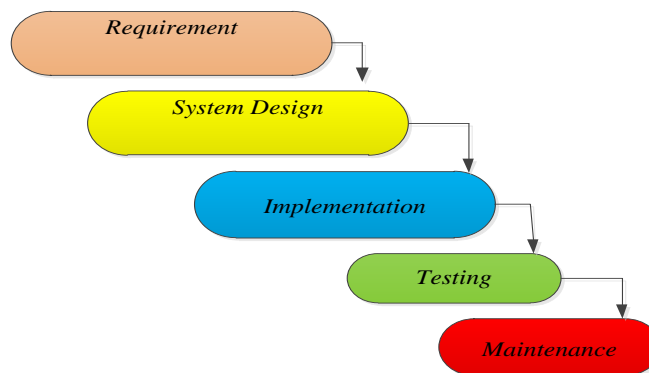 Requirement
System Design
Implementation
Testing
Maintenance